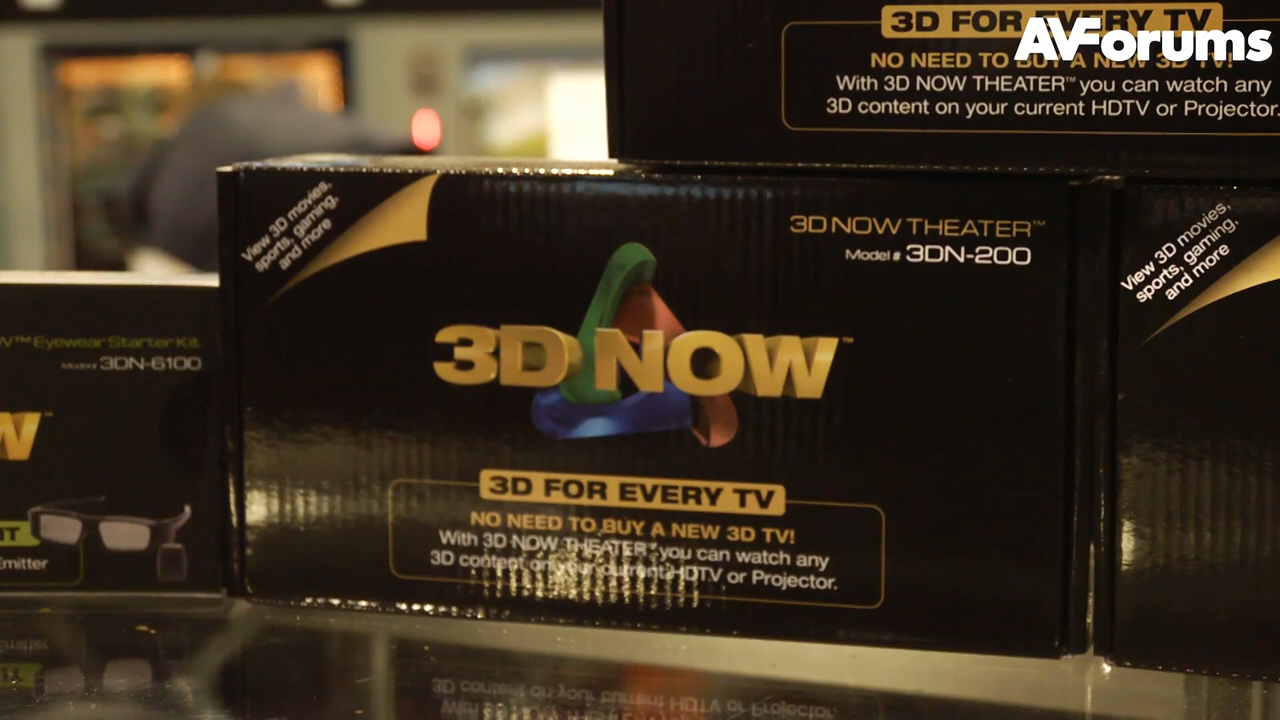 AVForums
3D FOR EVERY TV
NO NEED TO BUY A NEW 3D TV!
With 3D NOW THEATER™ you can watch any
3D content on your current HDTV or Projector.
View 3D movies,
sports, gaming,
and more
3D NOW THEATER™
Model # 3DN-200
3D NOW™
3D FOR EVERY TV
NO NEED TO BUY A NEW 3D TV!
With 3D NOW THEATER™ you can watch any
3D content on your current HDTV or Projector.
W™ Eyewear Starter Kit
Model # 3DN-6100
W™
IT
Emitter
View 3D movies,
sports, gaming,
and more